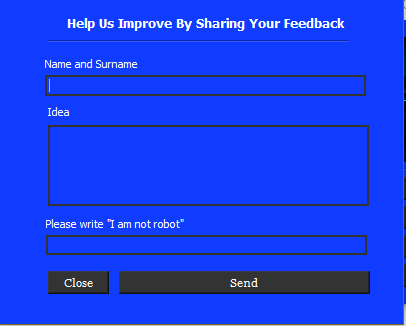 Help Us Improve By Sharing Your Feedback
Name and Surname
Idea
Please write "I am not robot"
Close Send